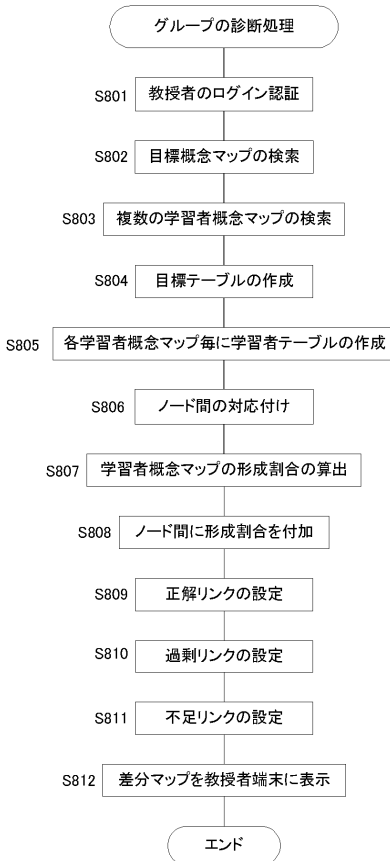 グループの診断処理
S801 教授者のログイン認証
S802 目標概念マップの検索
S803 複数の学習者概念マップの検索
S804 目標テーブルの作成
S805 各学習者概念マップ毎に学習者テーブルの作成
S806 ノード間の対応付け
S807 学習者概念マップの形成割合の算出
S808 ノード間に形成割合を付加
S809 正解リンクの設定
S810 過剰リンクの設定
S811 不足リンクの設定
S812 差分マップを教授者端末に表示
エンド